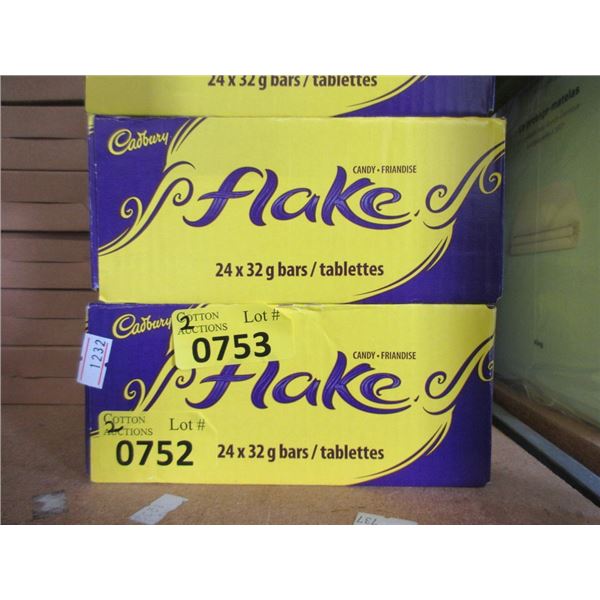 24 x 32 g bars / tablettes
Cadbury
CANDY • FRIANDISE
flake
24 x 32 g bars / tablettes
Cadbury
2 COTTON AUCTIONS Lot #
0753
1232
CANDY • FRIANDISE
flake
2 COTTON AUCTIONS Lot #
0752
24 x 32 g bars / tablettes
737